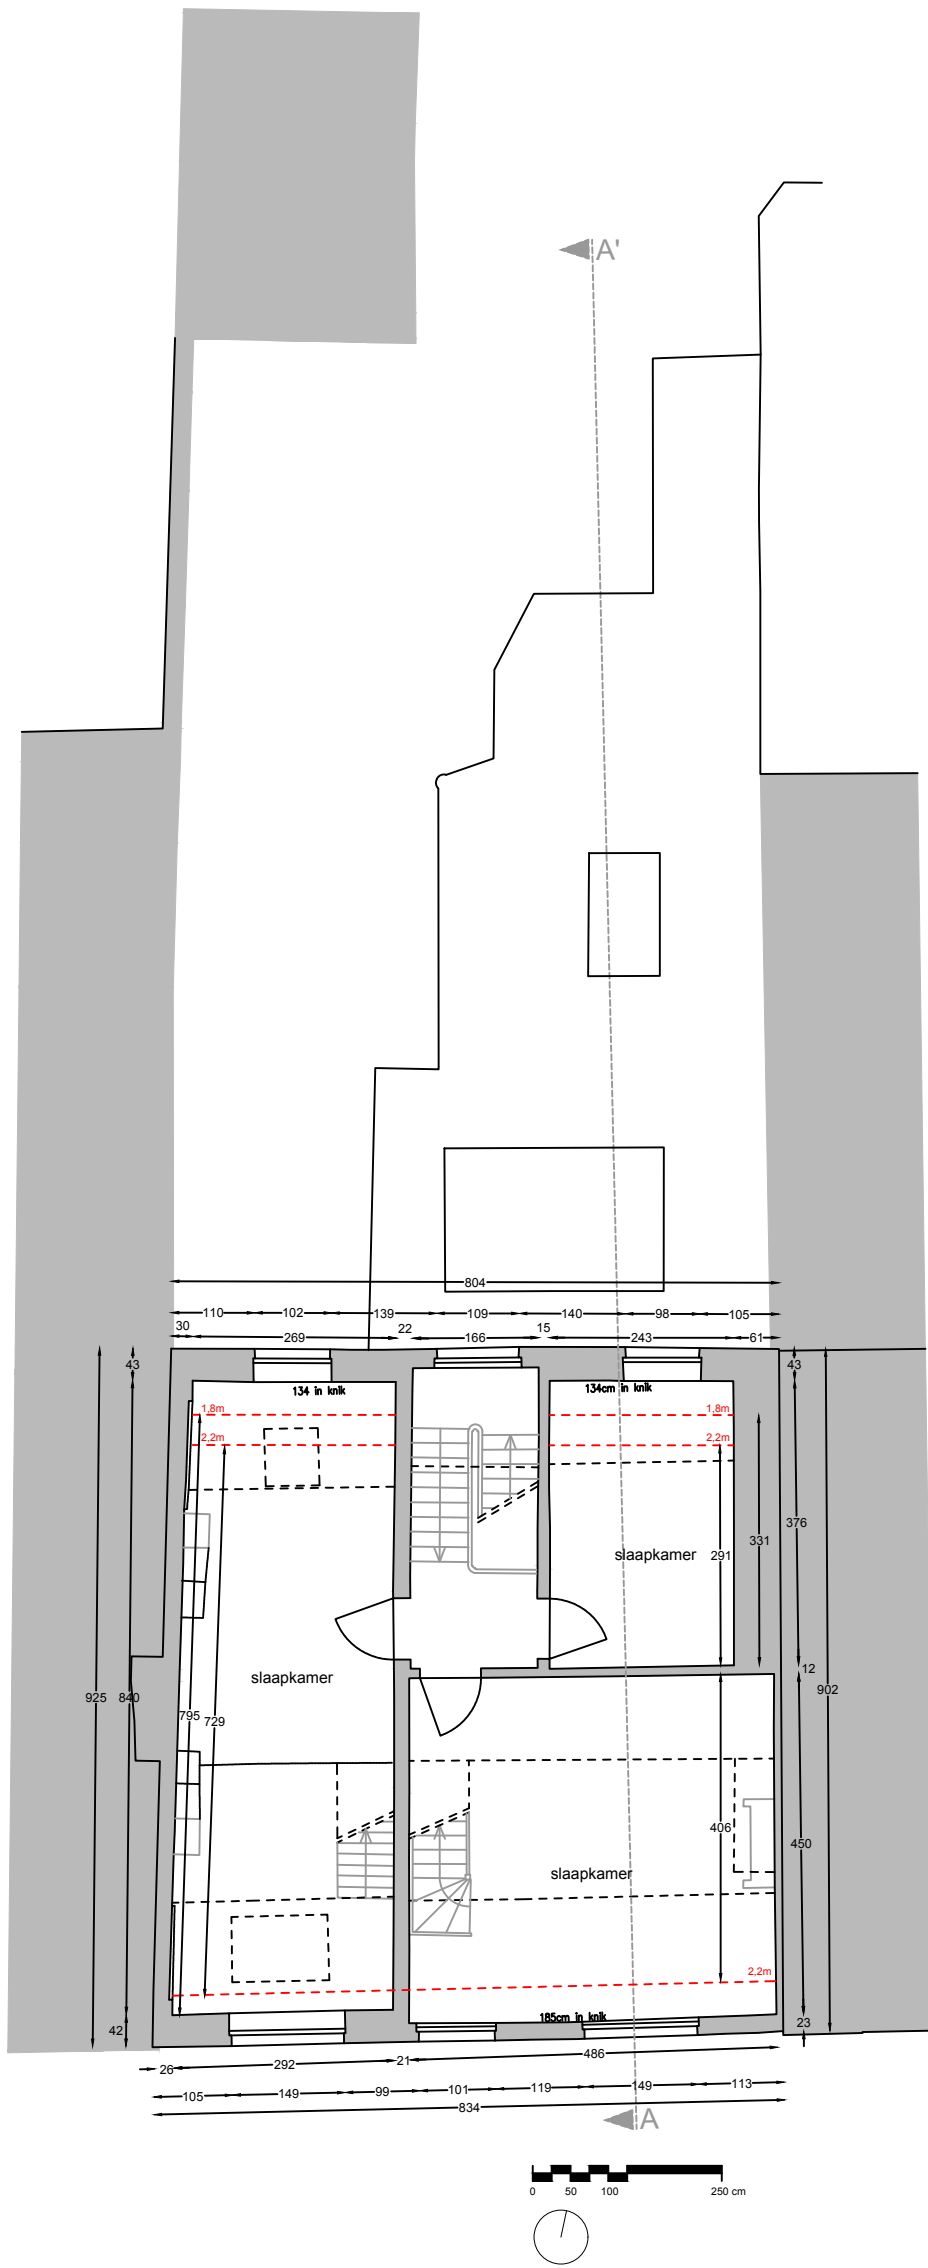 A'
804
110 102 139 109 140 98 105
30 22 15
269 166 243 61
43 43
134 in knik 134cm in knik
1,8m 1,8m
2,2m 2,2m
376
331
slaapkamer 291
12
slaapkamer
925 840 902
795 729
406
450
slaapkamer
2,2m
185cm in knik
23
42
26 292 21 486
105 149 99 101 119 149 113
834
A
0 50 100 250 cm